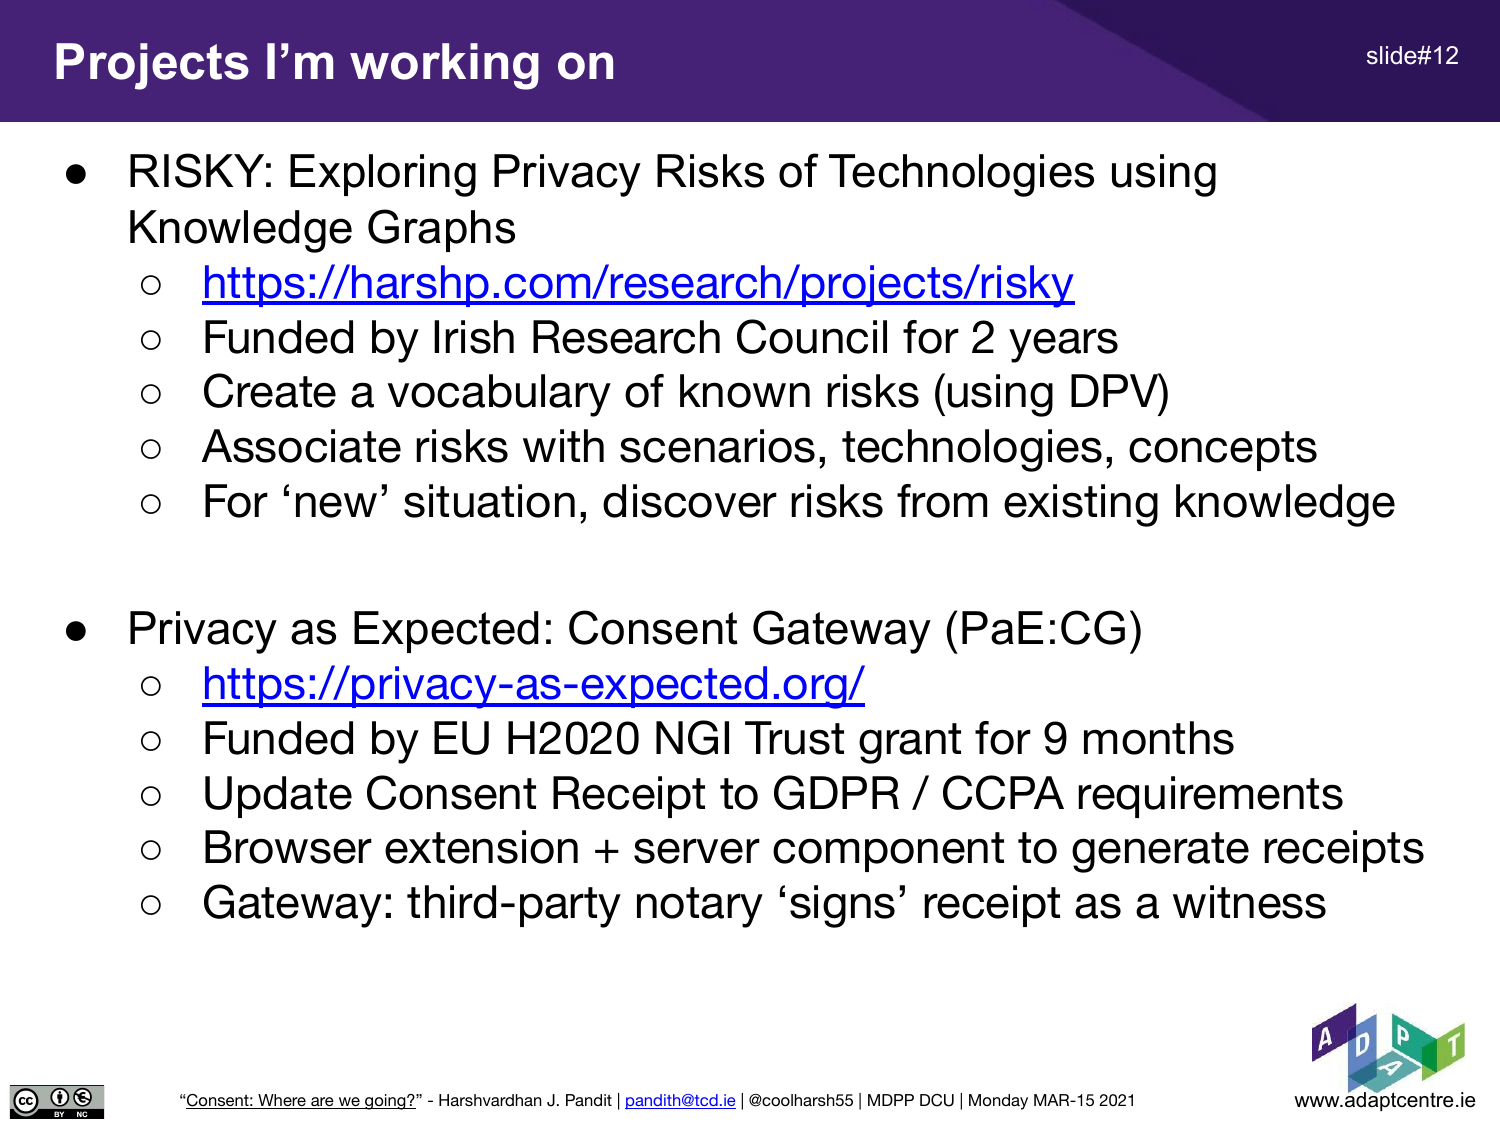 Projects I’m working on
slide#12
● RISKY: Exploring Privacy Risks of Technologies using
Knowledge Graphs
○ https://harshp.com/research/projects/risky
○ Funded by Irish Research Council for 2 years
○ Create a vocabulary of known risks (using DPV)
○ Associate risks with scenarios, technologies, concepts
○ For ‘new’ situation, discover risks from existing knowledge
● Privacy as Expected: Consent Gateway (PaE:CG)
○ https://privacy-as-expected.org/
○ Funded by EU H2020 NGI Trust grant for 9 months
○ Update Consent Receipt to GDPR / CCPA requirements
○ Browser extension + server component to generate receipts
○ Gateway: third-party notary ‘signs’ receipt as a witness
ADAPT
cc BY NC
“Consent: Where are we going?” - Harshvardhan J. Pandit | pandith@tcd.ie | @coolharsh55 | MDPP DCU | Monday MAR-15 2021
www.adaptcentre.ie